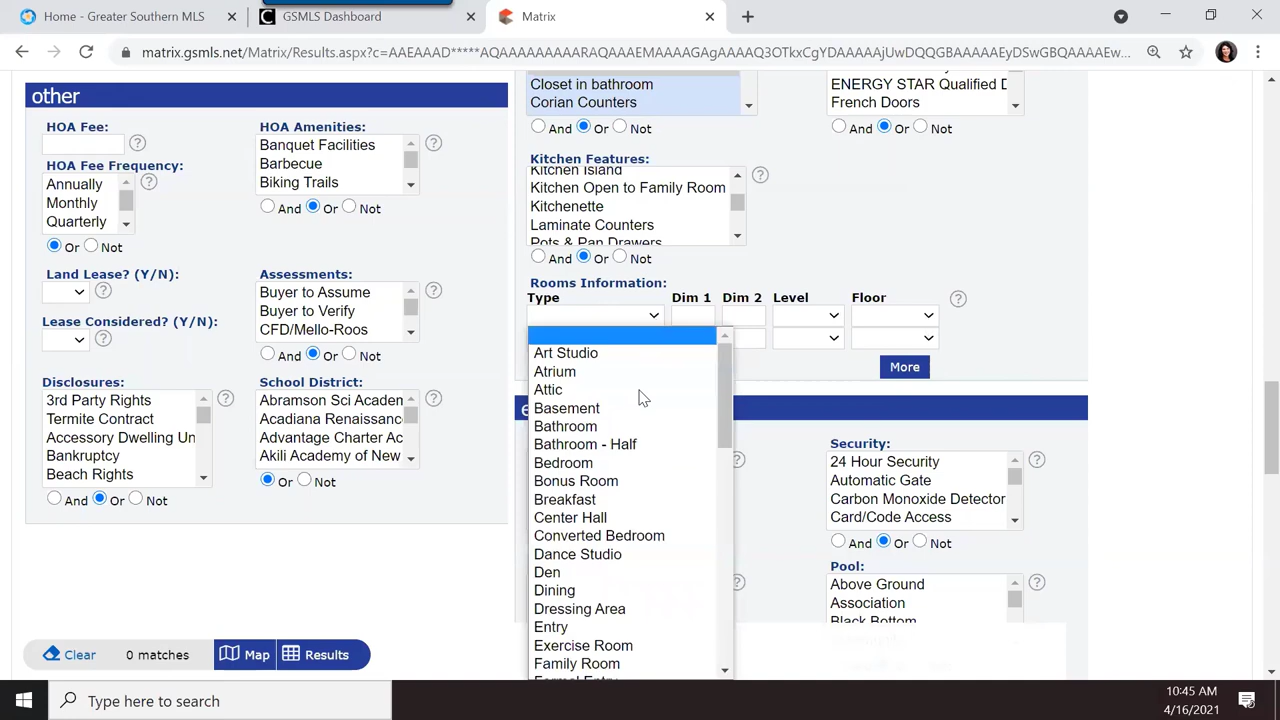 Home - Greater Southern MLS
GSMLS Dashboard
Matrix
matrix.gsmls.net/Matrix/Results.aspx?c=AAEAAAD*****AQAAAAAAAAARAQAAAEMAAAAGAgAAAAQ3OTkxCgYDAAAAAjUwDQQGBAAAAAEyDSwGBQAAAAEw...
other
HOA Fee:
HOA Fee Frequency:
Annually
Monthly
Quarterly
Or Not
HOA Amenities:
Banquet Facilities
Barbecue
Biking Trails
And Or Not
Land Lease? (Y/N):
Lease Considered? (Y/N):
Assessments:
Buyer to Assume
Buyer to Verify
CFD/Mello-Roos
And Or Not
Disclosures:
3rd Party Rights
Termite Contract
Accessory Dwelling Un
Bankruptcy
Beach Rights
And Or Not
School District:
Abramson Sci Academ
Acadiana Renaissance
Advantage Charter Ac
Akili Academy of New
Or Not
Closet in bathroom
Corian Counters
And Or Not
ENERGY STAR Qualified D
French Doors
And Or Not
Kitchen Features:
Kitchen Island
Kitchen Open to Family Room
Kitchenette
Laminate Counters
Pots & Pan Drawers
And Or Not
Rooms Information:
Type Dim 1 Dim 2 Level Floor
More
Art Studio
Atrium
Attic
Basement
Bathroom
Bathroom - Half
Bedroom
Bonus Room
Breakfast
Center Hall
Converted Bedroom
Dance Studio
Den
Dining
Dressing Area
Entry
Exercise Room
Family Room
Formal Entry
Security:
24 Hour Security
Automatic Gate
Carbon Monoxide Detector
Card/Code Access
And Or Not
Pool:
Above Ground
Association
Black Bottom
Clear 0 matches Map Results
Type here to search
10:45 AM
4/16/2021